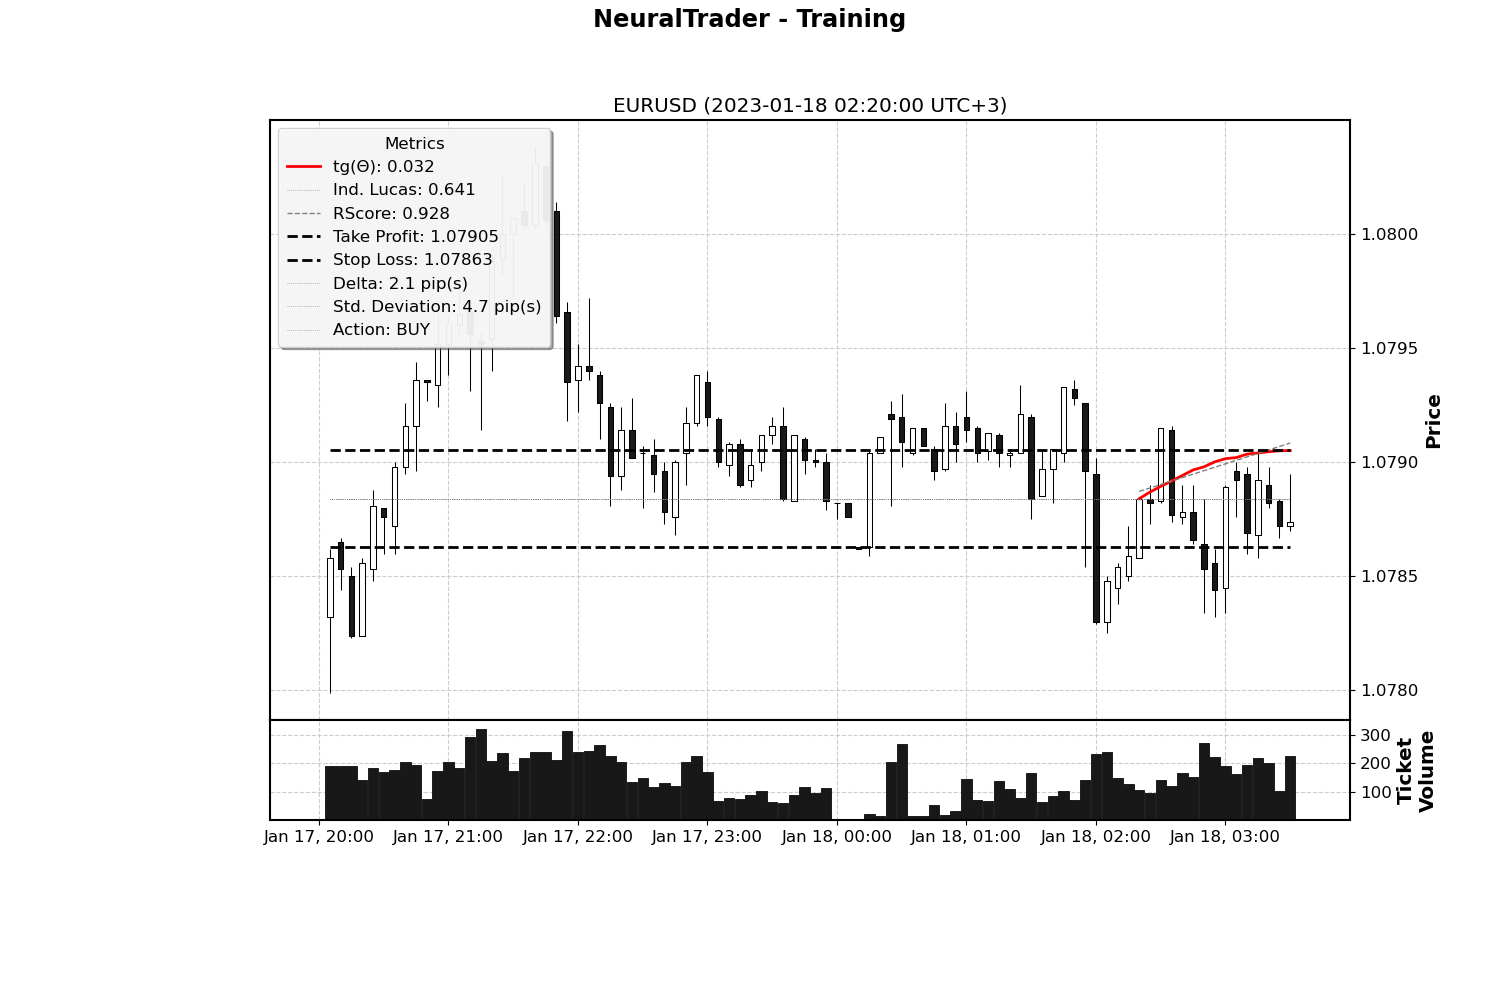 NeuralTrader - Training
EURUSD (2023-01-18 02:20:00 UTC+3)
Metrics
tg(Θ): 0.032
Ind. Lucas: 0.641
RScore: 0.928
Take Profit: 1.07905
Stop Loss: 1.07863
Delta: 2.1 pip(s)
Std. Deviation: 4.7 pip(s)
Action: BUY
1.0800
1.0795
1.0790
1.0785
1.0780
Price
300
200
100
Ticket
Volume
Jan 17, 20:00
Jan 17, 21:00
Jan 17, 22:00
Jan 17, 23:00
Jan 18, 00:00
Jan 18, 01:00
Jan 18, 02:00
Jan 18, 03:00